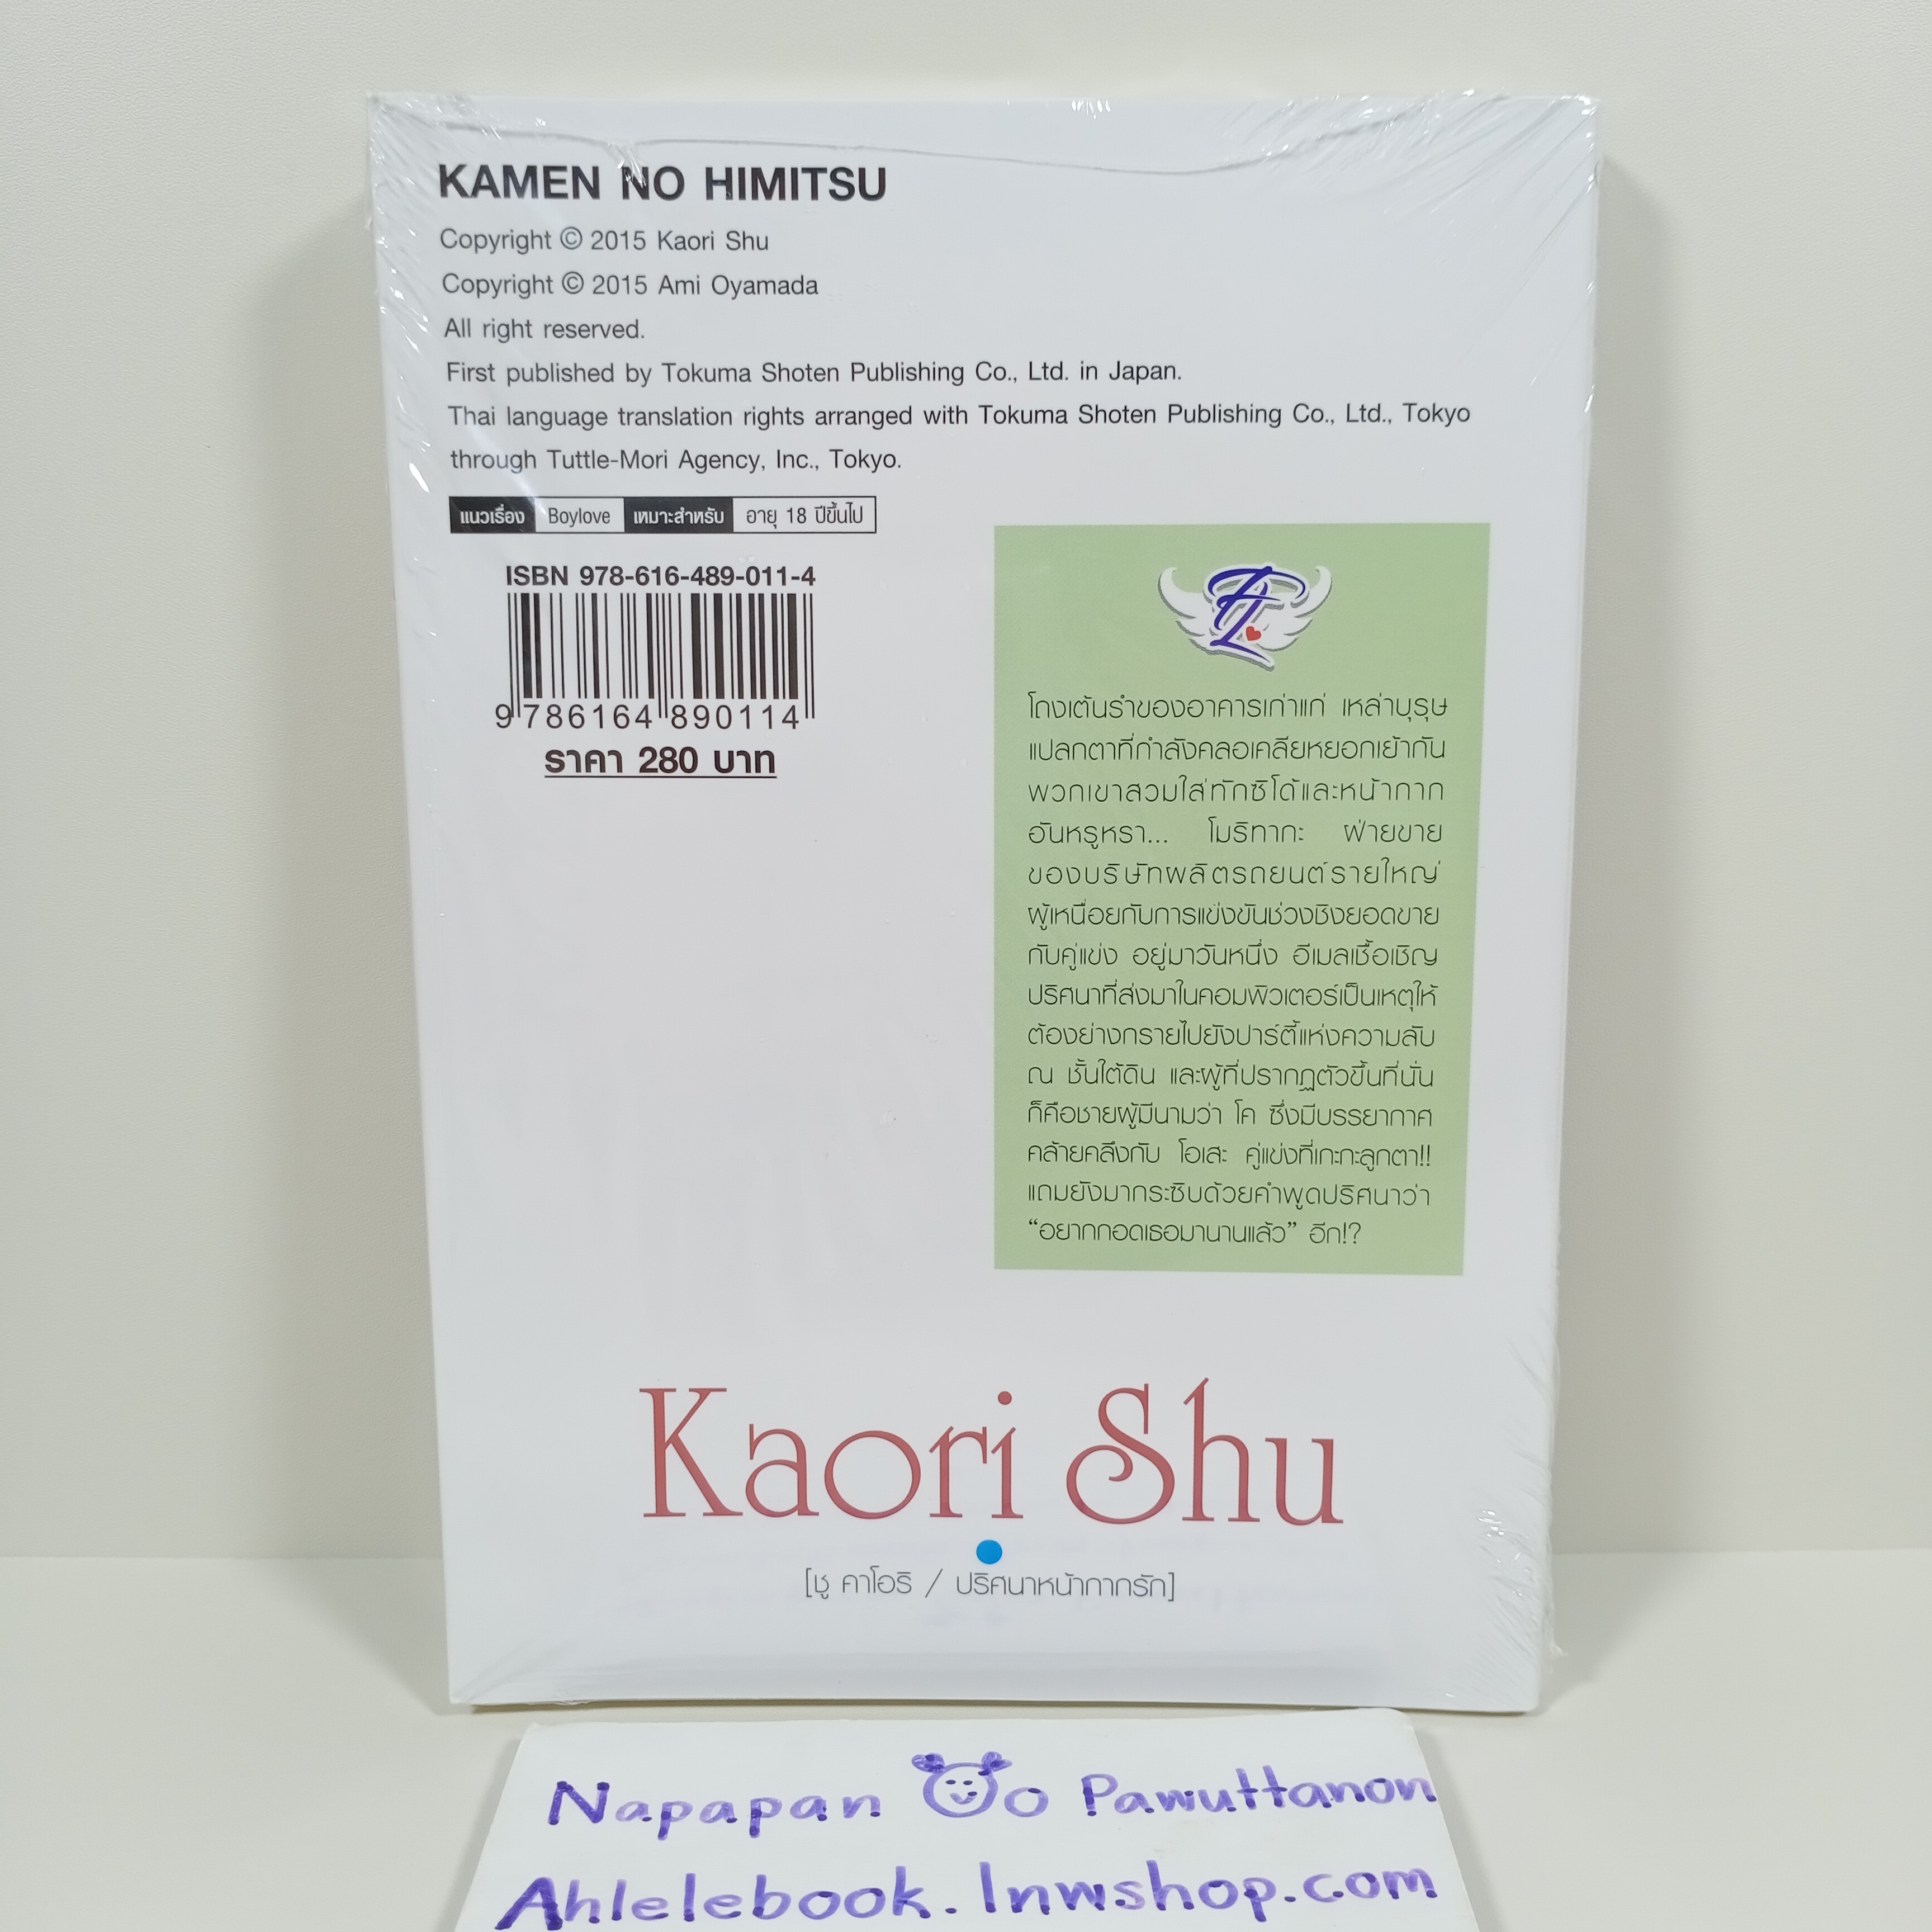 KAMEN NO HIMITSU
Copyright © 2015 Kaori Shu
Copyright © 2015 Ami Oyamada
All right reserved.
First published by Tokuma Shoten Publishing Co., Ltd. in Japan.
Thai language translation rights arranged with Tokuma Shoten Publishing Co., Ltd., Tokyo
through Tuttle-Mori Agency, Inc., Tokyo.
แนวเรื่อง Boylove เหมาะสำหรับ อายุ 18 ปีขึ้นไป
ISBN 978-616-489-011-4
9 786164 890114
ราคา 280 บาท
โถงเต้นรำของอาคารเก่าแก่ เหล่าบุรุษ
แปลกตาที่กำลังคลอเคลียหยอกเย้ากัน
พวกเขาสวมใส่ทักซิโด้และหน้ากาก
อันหรูหรา... โมริทากะ ฝ่ายขาย
ของบริษัทผลิตรถยนต์รายใหญ่
ผู้เหนื่อยกับการแข่งขันช่วงชิงยอดขาย
กับคู่แข่ง อยู่มาวันหนึ่ง อีเมลเชื้อเชิญ
ปริศนาที่ส่งมาในคอมพิวเตอร์เป็นเหตุให้
ต้องย่างกรายไปยังปาร์ตี้แห่งความลับ
ณ ชั้นใต้ดิน และผู้ที่ปรากฏตัวขึ้นที่นั่น
ก็คือชายผู้มีนามว่า โค ซึ่งมีบรรยากาศ
คล้ายคลึงกับ โอเสะ คู่แข่งที่เกะกะลูกตา!!
แถมยังมากระซิบด้วยคำพูดปริศนาว่า
“อยากกอดเธอมานานแล้ว” อีก!?
Kaori Shu
[ชู คาโอริ / ปริศนาหน้ากากรัก]
Napapan Oo Pawuttanon
Ahlelebook.lnwshop.com